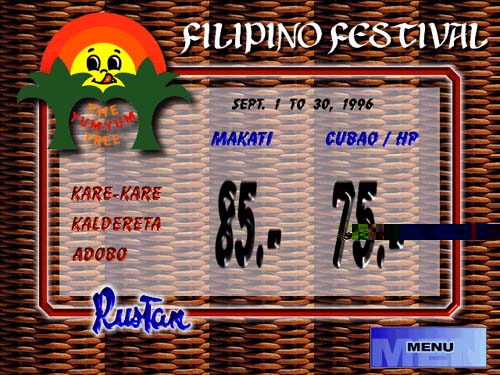 FILIPINO FESTIVAL
THE
YUMYUM
TREE
SEPT. 1 TO 30, 1996
MAKATI CUBAO / HP
KARE-KARE
KALDERETA
ADOBO
85.- 75.-
Rustan
MENU